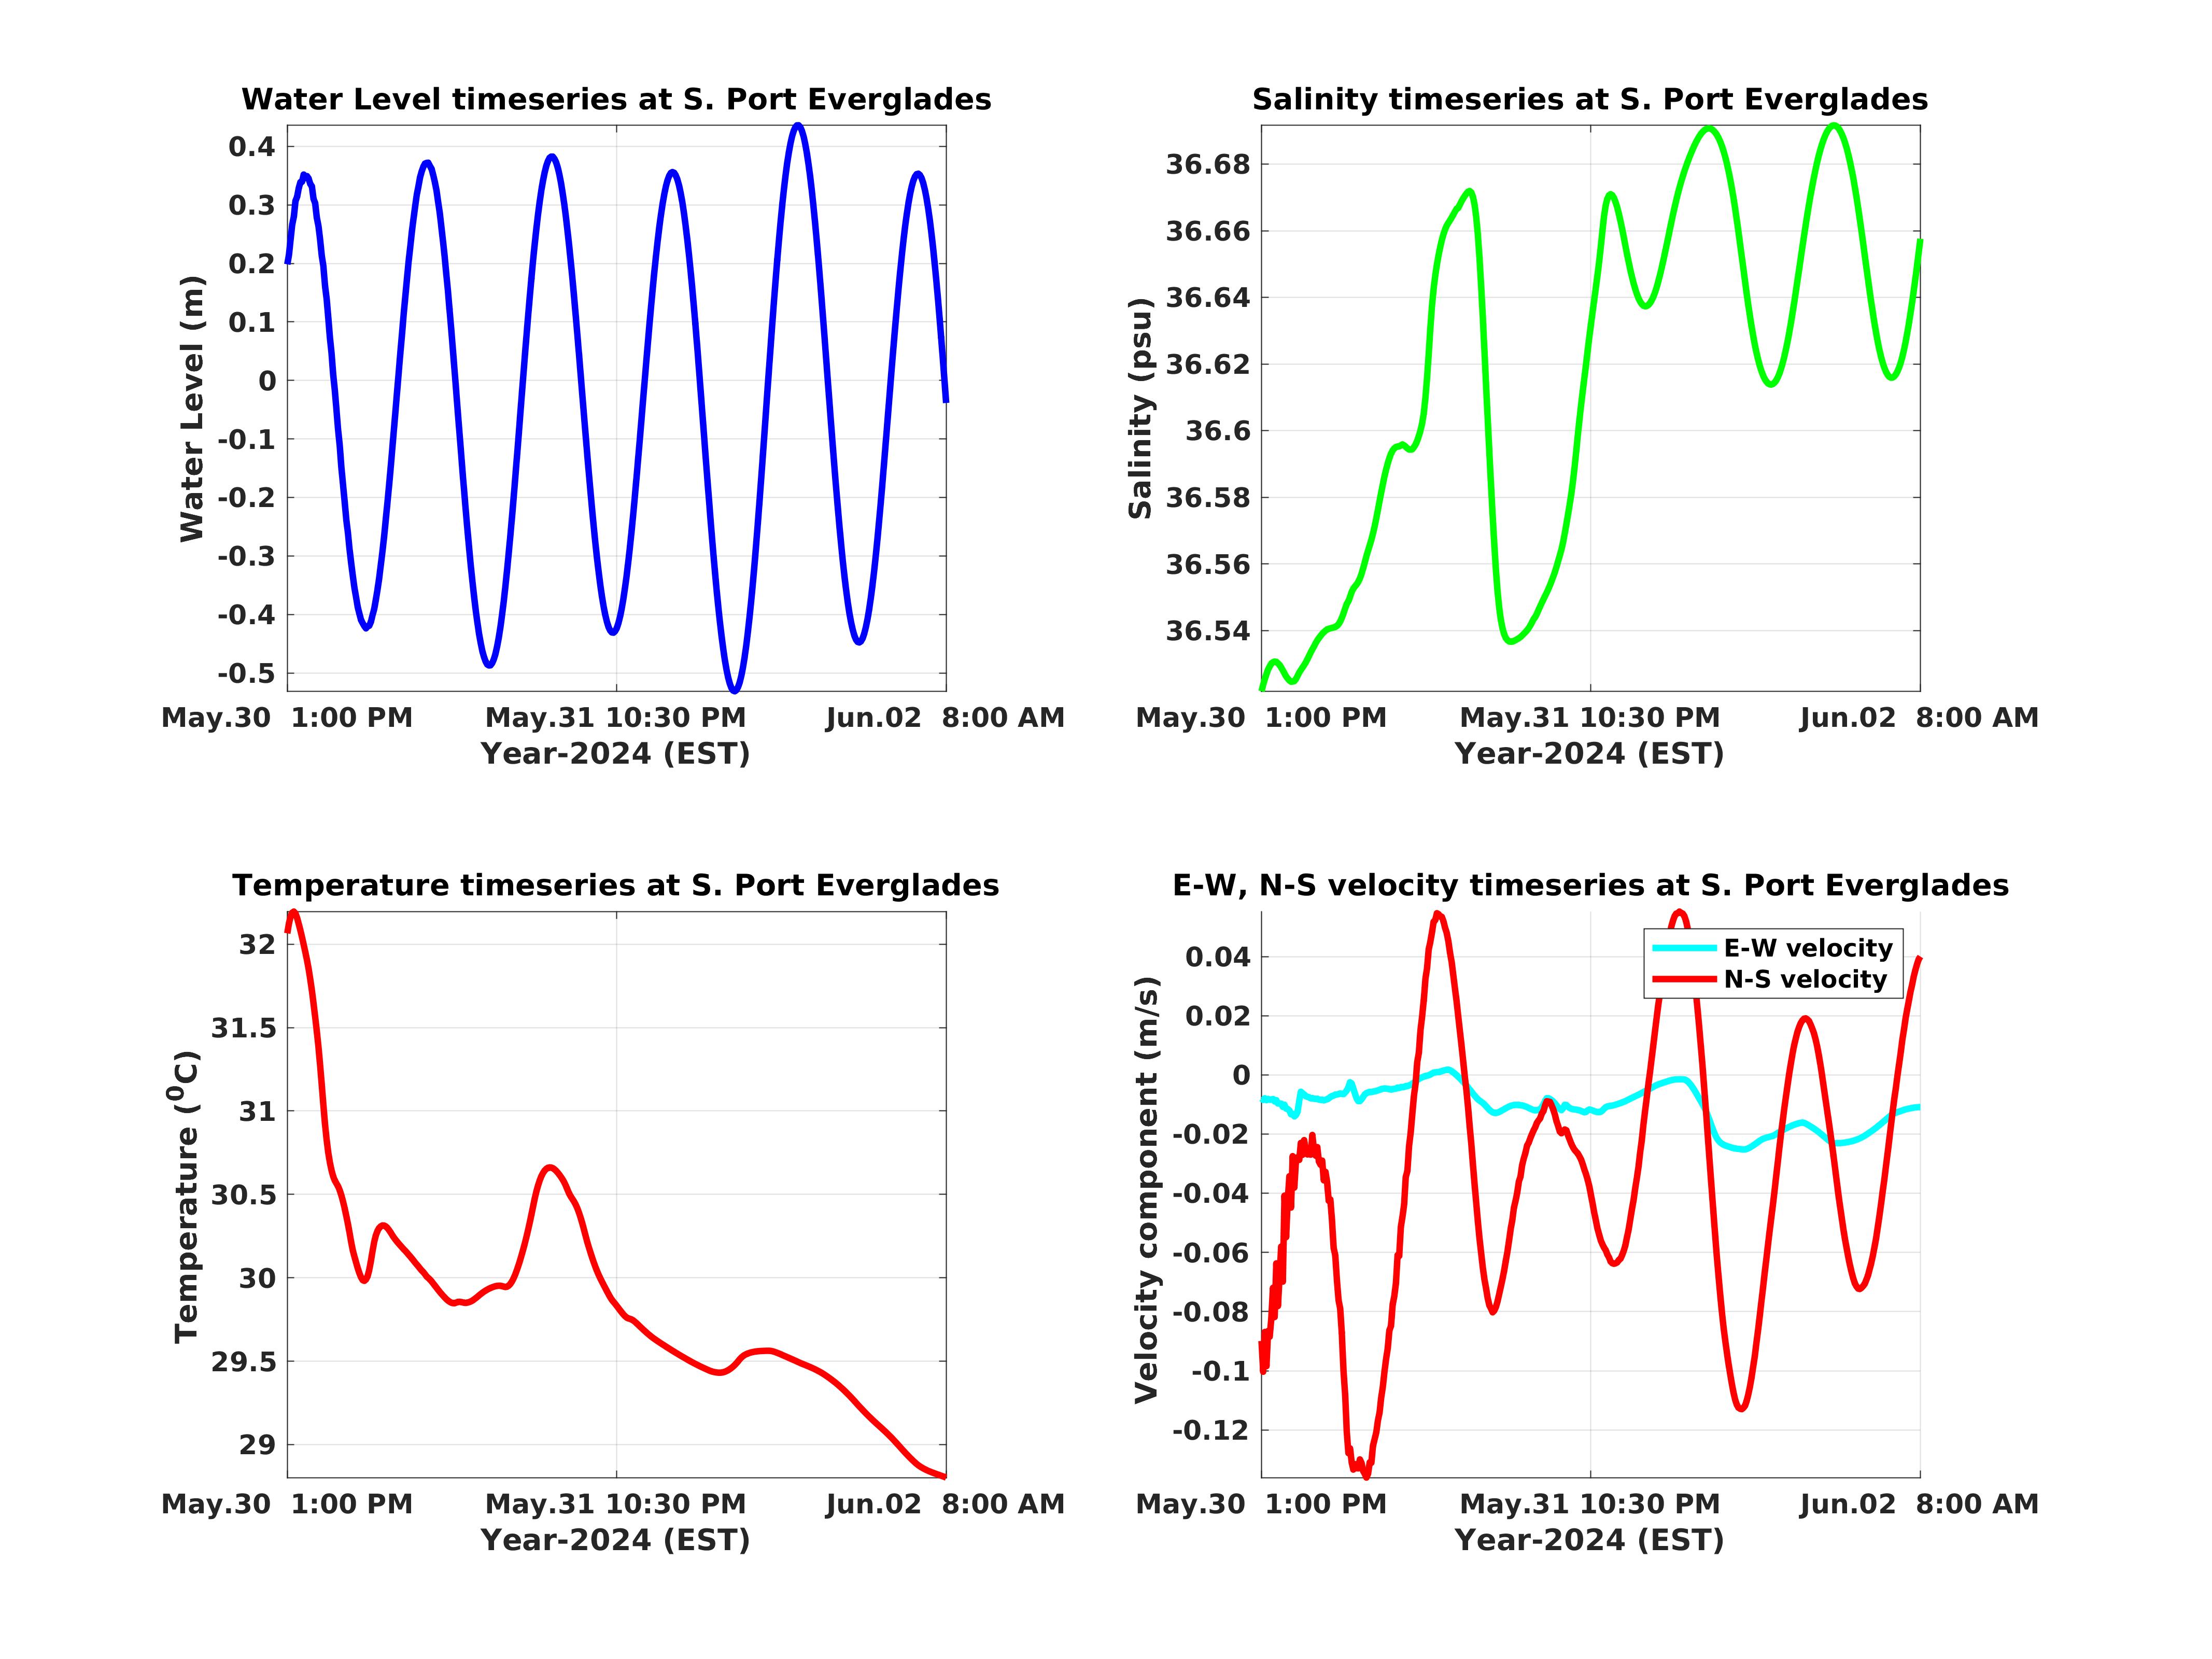 Water Level timeseries at S. Port Everglades
Water Level (m)
0.4
0.3
0.2
0.1
0
-0.1
-0.2
-0.3
-0.4
-0.5
May.30 1:00 PM May.31 10:30 PM Jun.02 8:00 AM
Year-2024 (EST)
Salinity timeseries at S. Port Everglades
Salinity (psu)
36.68
36.66
36.64
36.62
36.6
36.58
36.56
36.54
May.30 1:00 PM May.31 10:30 PM Jun.02 8:00 AM
Year-2024 (EST)
Temperature timeseries at S. Port Everglades
Temperature (⁰C)
32
31.5
31
30.5
30
29.5
29
May.30 1:00 PM May.31 10:30 PM Jun.02 8:00 AM
Year-2024 (EST)
E-W, N-S velocity timeseries at S. Port Everglades
Velocity component (m/s)
E-W velocity
N-S velocity
0.04
0.02
0
-0.02
-0.04
-0.06
-0.08
-0.1
-0.12
May.30 1:00 PM May.31 10:30 PM Jun.02 8:00 AM
Year-2024 (EST)